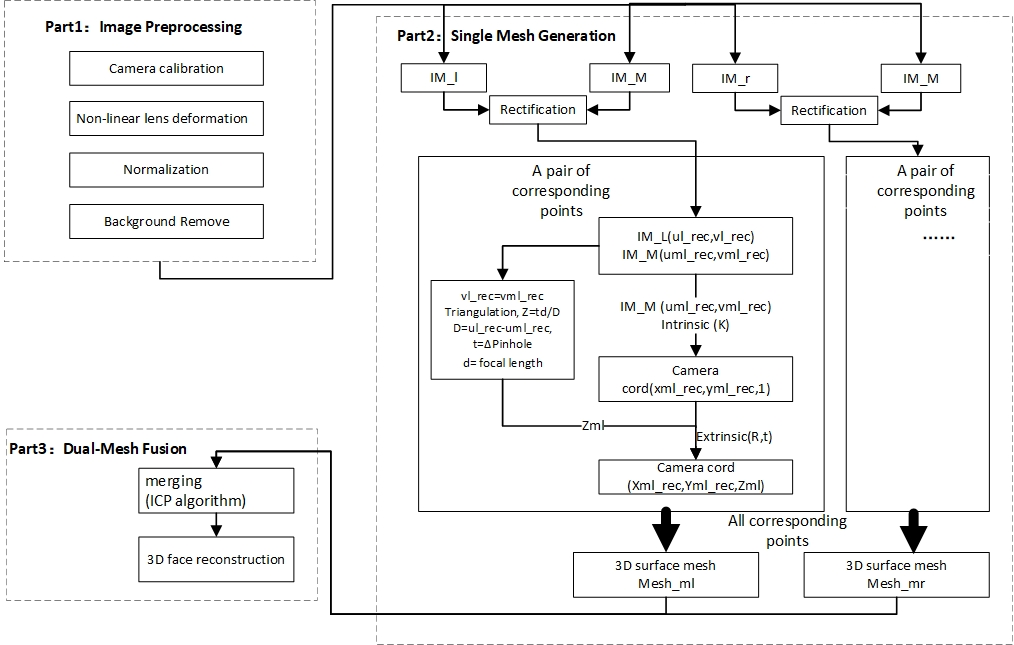 Part1：Image Preprocessing
Camera calibration
Non-linear lens deformation
Normalization
Background Remove
Part2：Single Mesh Generation
IM_l
IM_M
IM_r
IM_M
Rectification
Rectification
A pair of
corresponding
points
IM_L(ul_rec,vl_rec)
IM_M(uml_rec,vml_rec)
vl_rec=vml_rec
Triangulation, Z=td/D
D=ul_rec-uml_rec,
t=ΔPinhole
d= focal length
IM_M (uml_rec,vml_rec)
Intrinsic (K)
Camera
cord(xml_rec,yml_rec,1)
Zml
Extrinsic(R,t)
Camera cord
(Xml_rec,Yml_rec,Zml)
A pair of
corresponding
points
......
All corresponding
points
3D surface mesh
Mesh_ml
3D surface mesh
Mesh_mr
Part3：Dual-Mesh Fusion
merging
(ICP algorithm)
3D face reconstruction